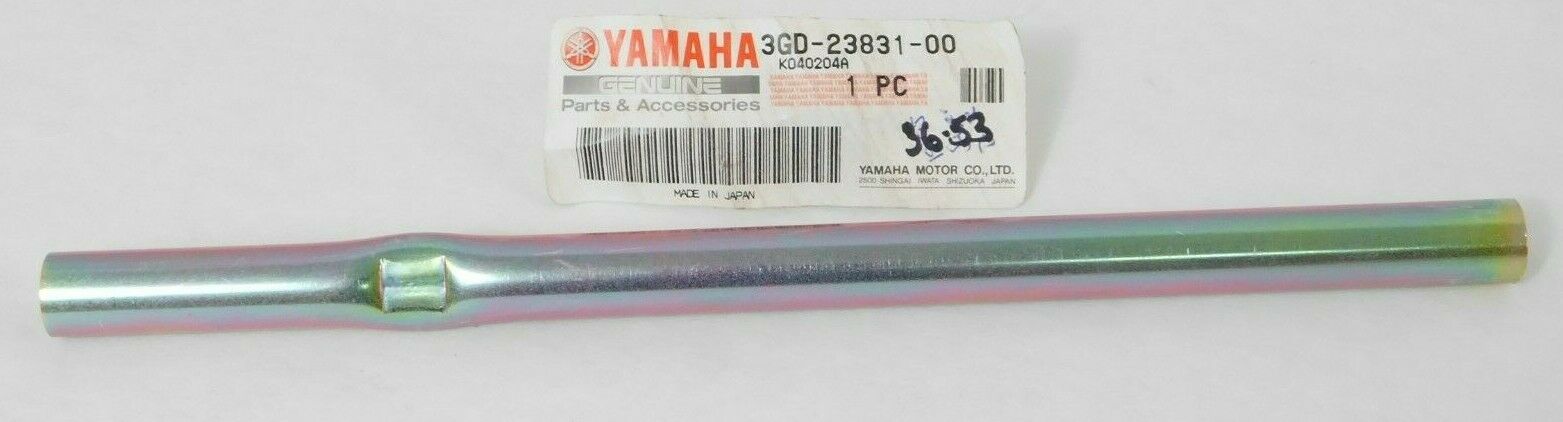 YAMAHA 3GD-23831-00
K040204A
GENUINE
1 PC
Parts & Accessories
36.53
YAMAHA MOTOR CO.,LTD.
2500 SHINGAI IWATA SHIZUOKA JAPAN
MADE IN JAPAN